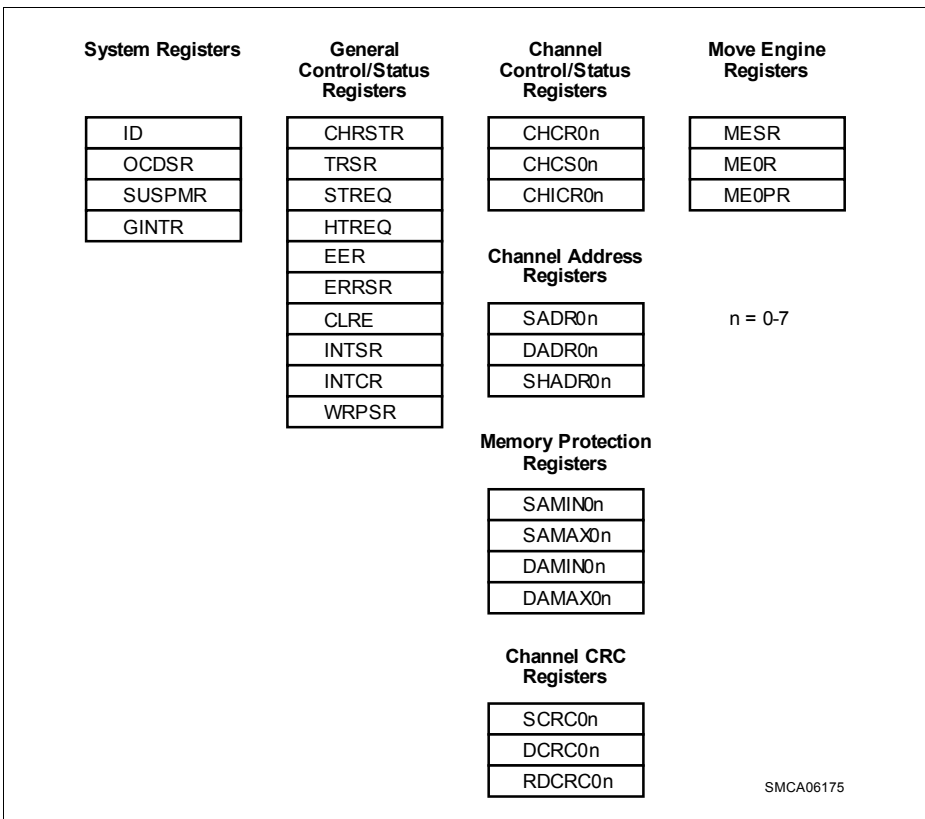 System Registers
ID
OCDSR
SUSPMR
GINTR
General
Control/Status
Registers
CHRSTR
TRSR
STREQ
HTREQ
EER
ERRSR
CLRE
INTSR
INTCR
WRPSR
Channel
Control/Status
Registers
CHCR0n
CHCS0n
CHICR0n
Channel Address
Registers
SADR0n
DADR0n
SHADR0n
Memory Protection
Registers
SAMIN0n
SAMAX0n
DAMIN0n
DAMAX0n
Channel CRC
Registers
SCRC0n
DCRC0n
RDCRC0n
Move Engine
Registers
MESR
ME0R
ME0PR
n = 0-7
SMCA06175